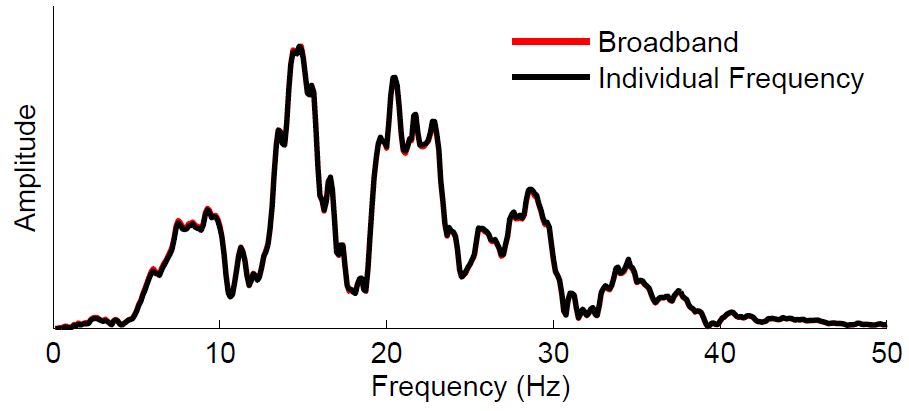 Broadband
Individual Frequency
Amplitude
0 10 20 30 40 50
Frequency (Hz)